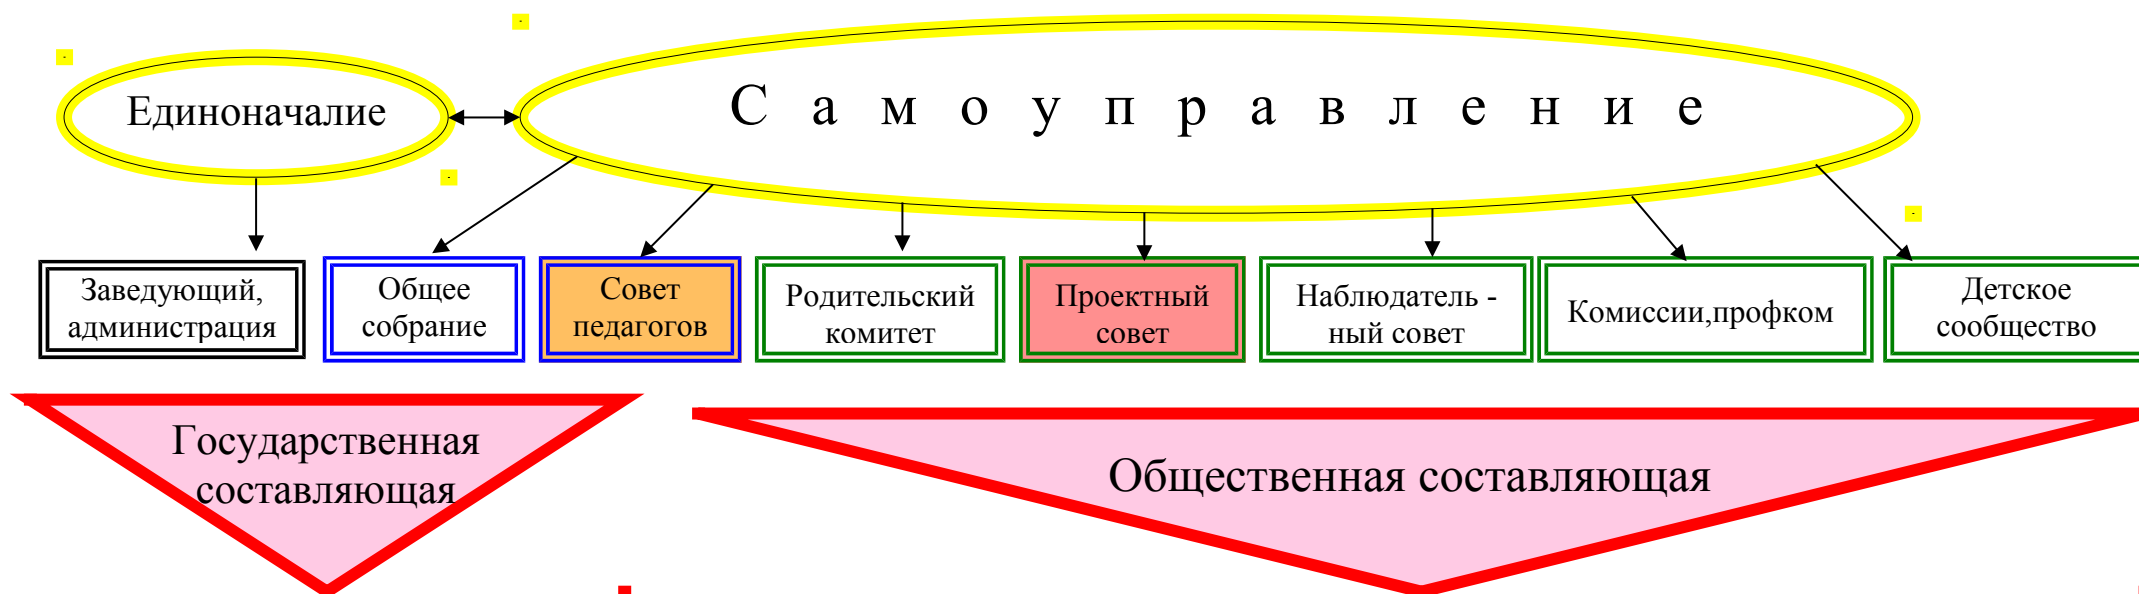 Единоначалие
С а м о у п р а в л е н и е
Заведующий,
администрация
Общее
собрание
Совет
педагогов
Родительский
комитет
Проектный
совет
Наблюдатель -
ный совет
Комиссии,профком
Детское
сообщество
Государственная
составляющая
Общественная составляющая